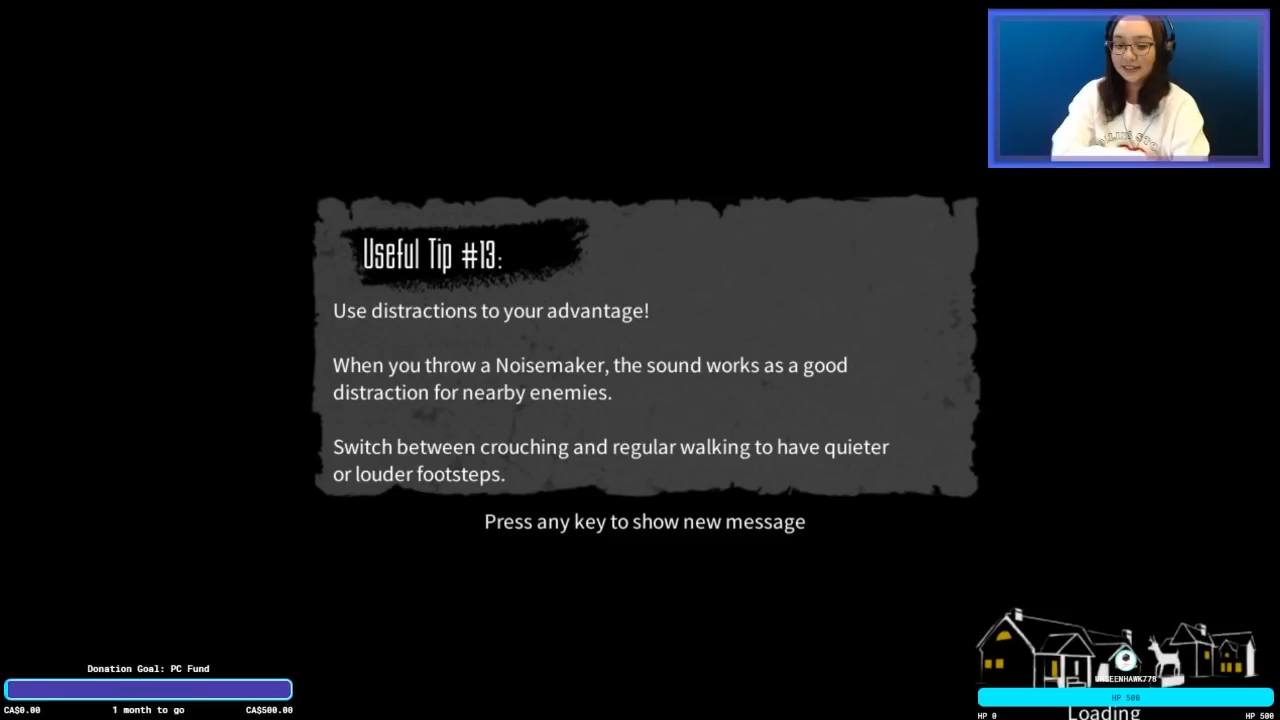 Useful Tip #13:
Use distractions to your advantage!
When you throw a Noisemaker, the sound works as a good
distraction for nearby enemies.
Switch between crouching and regular walking to have quieter
or louder footsteps.
Press any key to show new message
Donation Goal: PC Fund
CA$0.00 1 month to go CA$500.00
HP 500
HP 0 HP 500
Loading